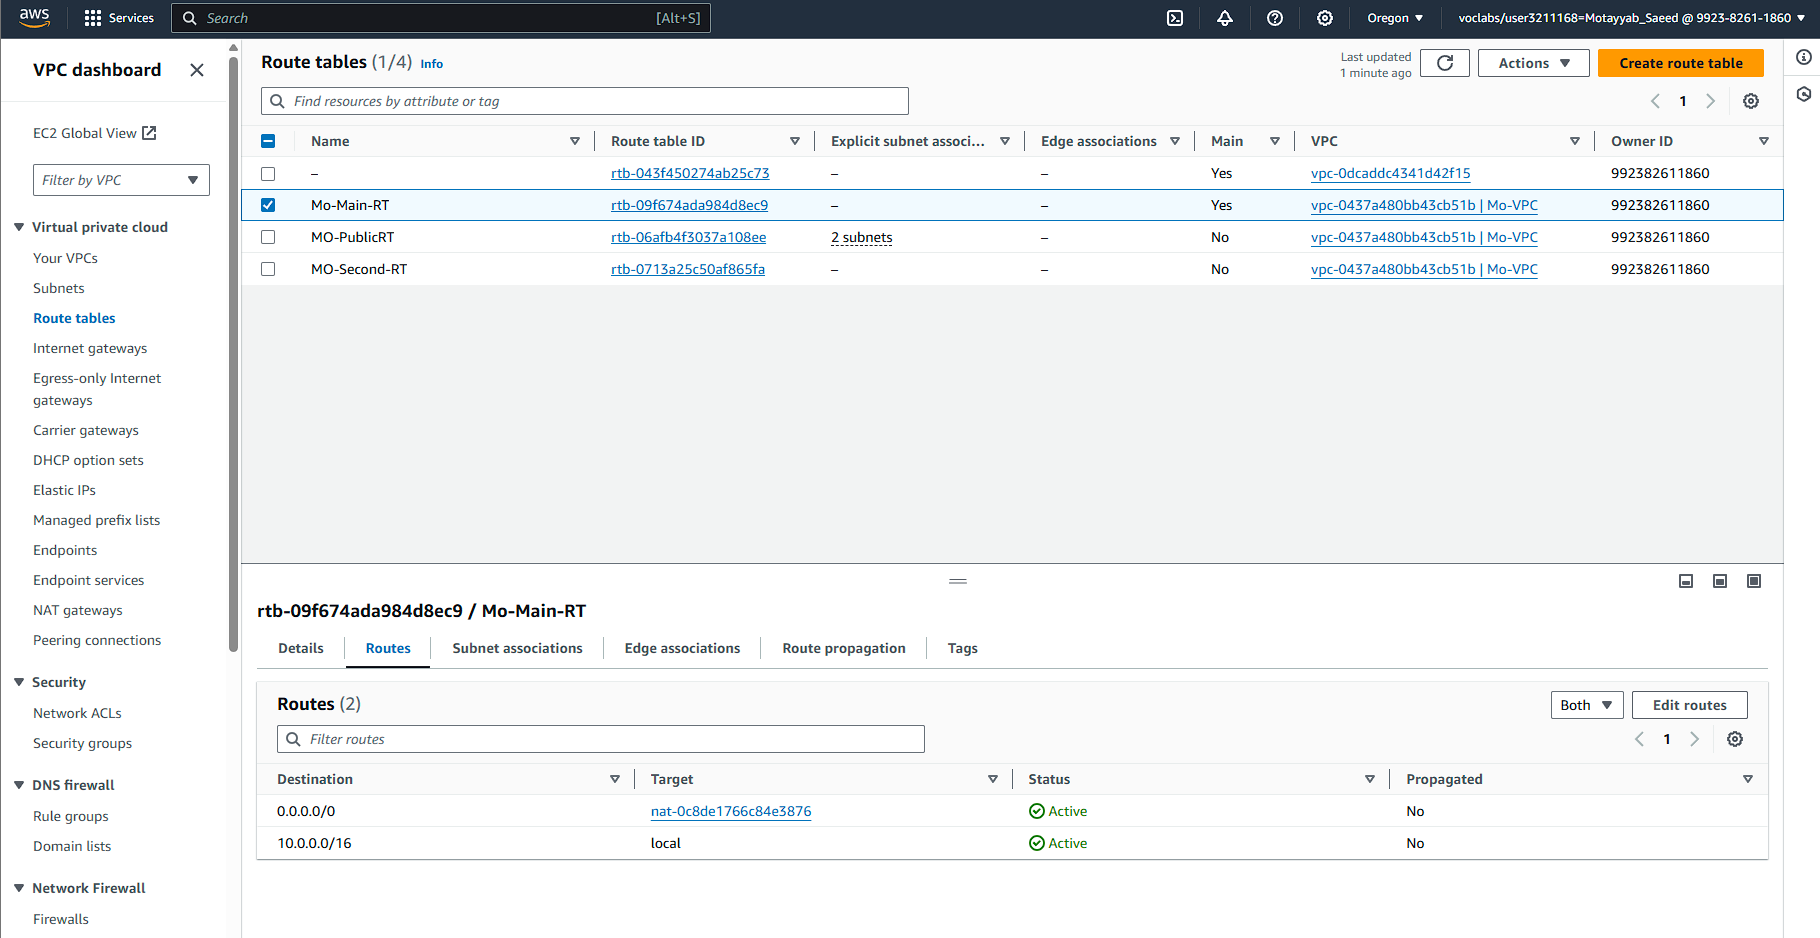 aws
Services
Search [Alt+S]
Oregon
voclabs/user3211168=Motayyab_Saeed @ 9923-8261-1860
VPC dashboard
EC2 Global View
Filter by VPC
Virtual private cloud
Your VPCs
Subnets
Route tables
Internet gateways
Egress-only Internet
gateways
Carrier gateways
DHCP option sets
Elastic IPs
Managed prefix lists
Endpoints
Endpoint services
NAT gateways
Peering connections
Security
Network ACLs
Security groups
DNS firewall
Rule groups
Domain lists
Network Firewall
Firewalls
Route tables (1/4) Info
Last updated
1 minute ago
Actions
Create route table
Find resources by attribute or tag
1
Name Route table ID Explicit subnet associ... Edge associations Main VPC Owner ID
– rtb-043f450274ab25c73 – – Yes vpc-0dcaddc4341d42f15 992382611860
Mo-Main-RT rtb-09f674ada984d8ec9 – – Yes vpc-0437a480bb43cb51b | Mo-VPC 992382611860
MO-PublicRT rtb-06afb4f3037a108ee 2 subnets – No vpc-0437a480bb43cb51b | Mo-VPC 992382611860
MO-Second-RT rtb-0713a25c50af865fa – – No vpc-0437a480bb43cb51b | Mo-VPC 992382611860
rtb-09f674ada984d8ec9 / Mo-Main-RT
Details Routes Subnet associations Edge associations Route propagation Tags
Routes (2)
Both
Edit routes
Filter routes
1
Destination Target Status Propagated
0.0.0.0/0 nat-0c8de1766c84e3876 Active No
10.0.0.0/16 local Active No